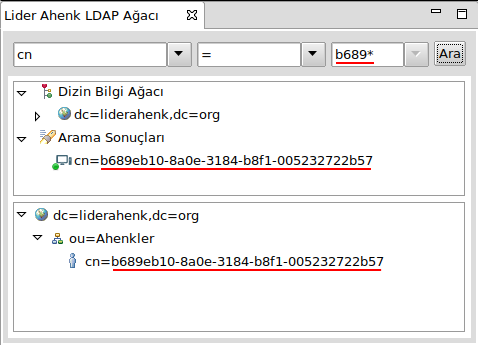 Lider Ahenk LDAP Ağacı
cn = b689* Ara
Dizin Bilgi Ağacı
dc=liderahenk,dc=org
Arama Sonuçları
cn=b689eb10-8a0e-3184-b8f1-005232722b57
dc=liderahenk,dc=org
ou=Ahenkler
cn=b689eb10-8a0e-3184-b8f1-005232722b57